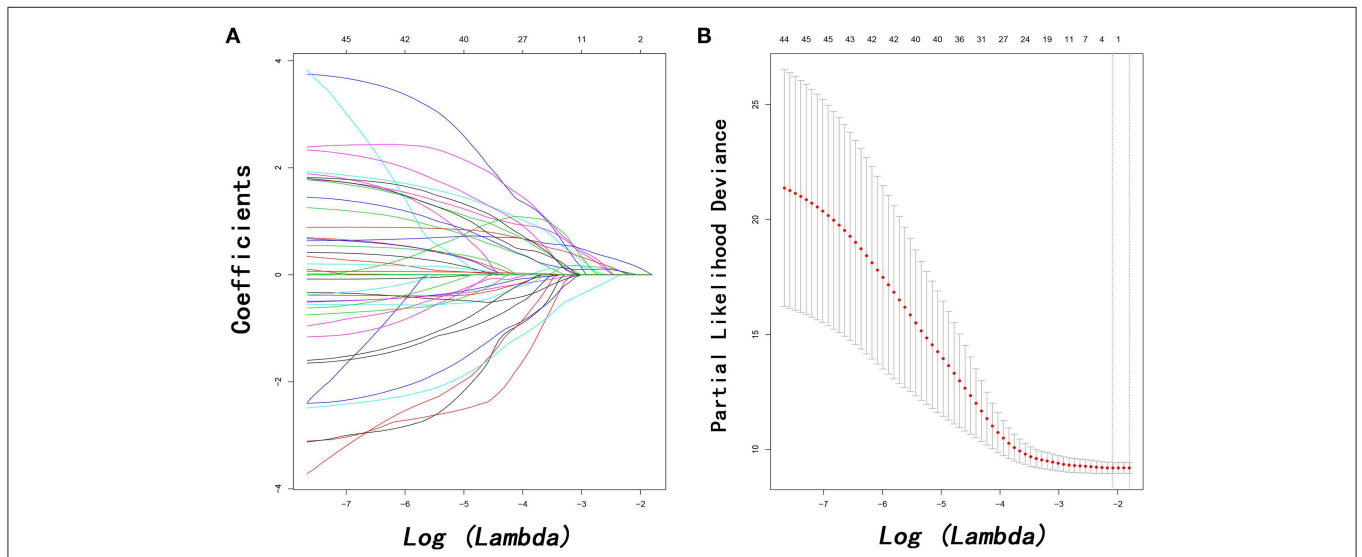 A
45 42 40 27 11 2
4
2
0
−2
−4
Coefficients
−7 −6 −5 −4 −3 −2
Log (Lambda)
B
44 45 45 43 42 42 40 40 36 31 27 24 19 11 7 4 1
25
20
15
10
Partial Likelihood Deviance
−7 −6 −5 −4 −3 −2
Log (Lambda)